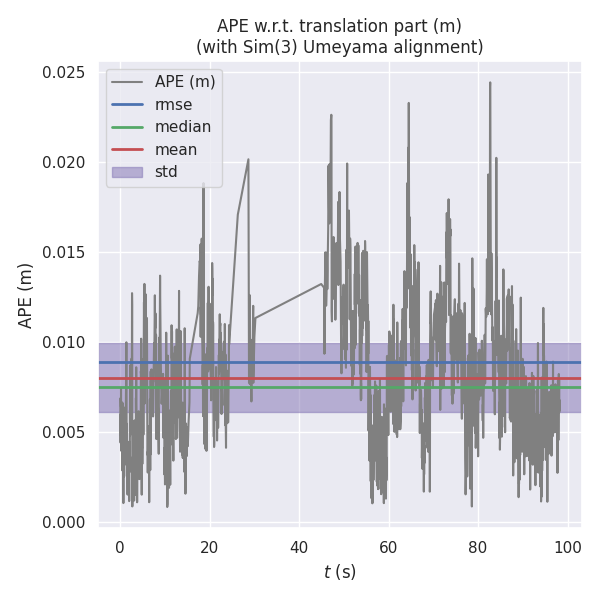 APE w.r.t. translation part (m)
(with Sim(3) Umeyama alignment)
APE (m)
rmse
median
mean
std
0.025
0.020
0.015
0.010
0.005
0.000
APE (m)
0 20 40 60 80 100
t (s)